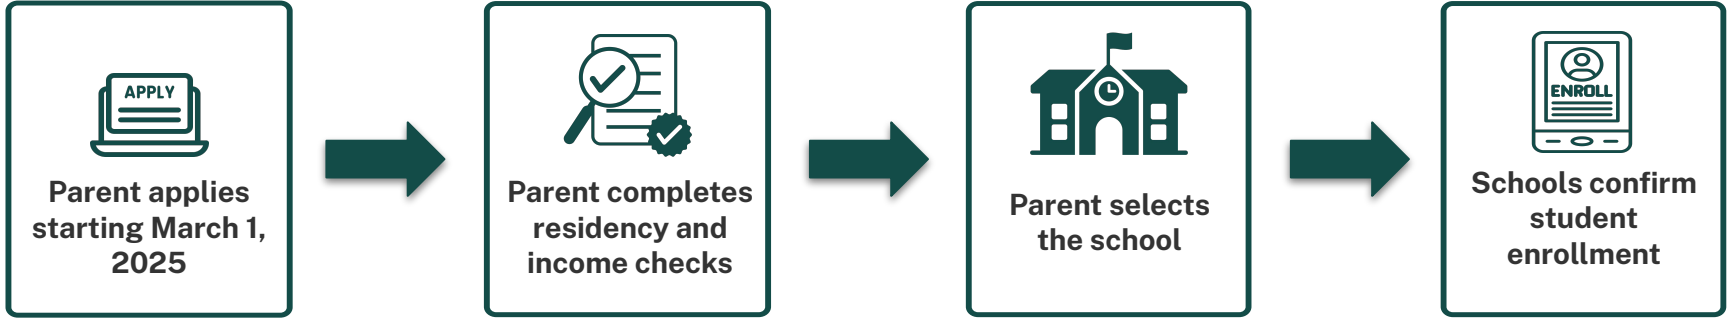 APPLY
Parent applies
starting March 1,
2025
Parent completes
residency and
income checks
Parent selects
the school
ENROLL
Schools confirm
student
enrollment